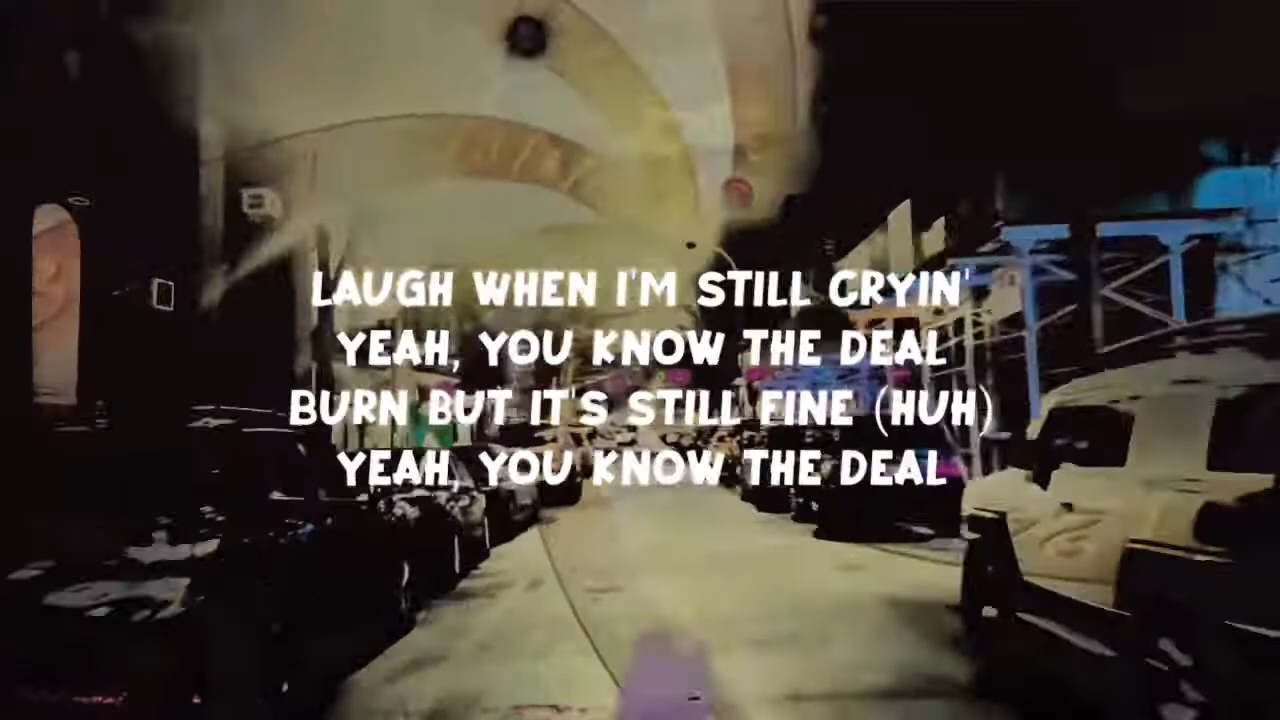 LAUGH WHEN I'M STILL CRYIN'
YEAH, YOU KNOW THE DEAL
BURN BUT IT'S STILL FINE (HUH)
YEAH, YOU KNOW THE DEAL